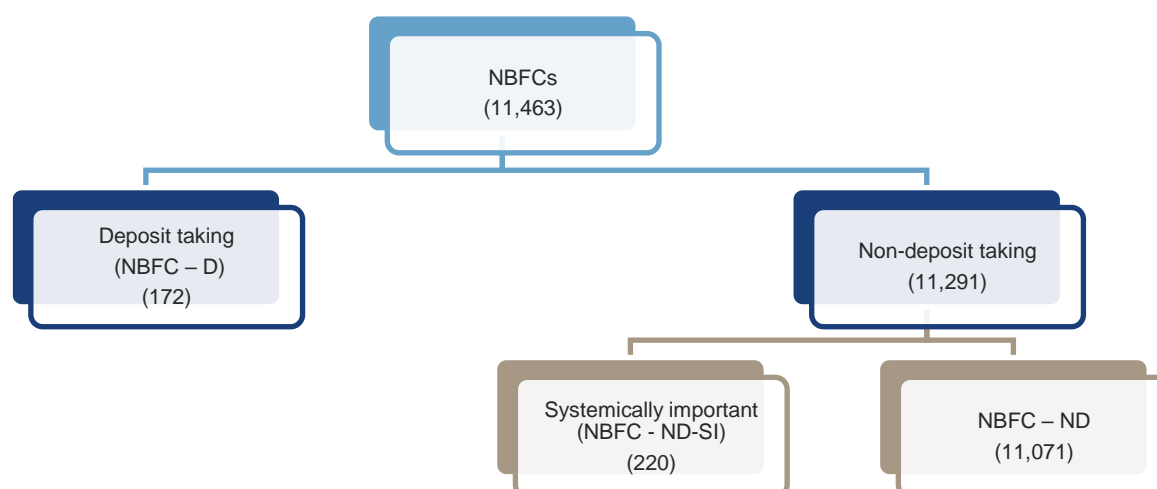 NBFCs
(11,463)
Deposit taking
(NBFC – D)
(172)
Non-deposit taking
(11,291)
Systemically important
(NBFC - ND-SI)
(220)
NBFC – ND
(11,071)